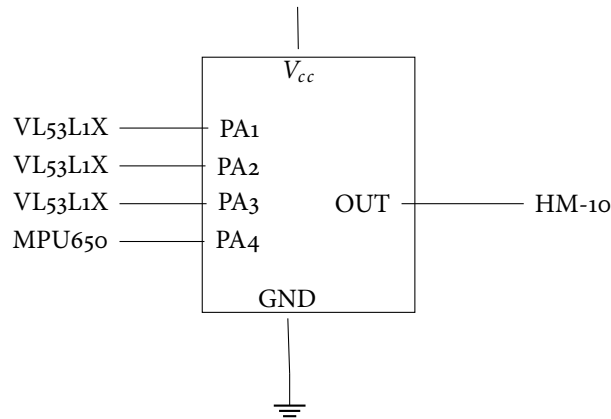 Vcc
VL53L1X PA1
VL53L1X PA2
VL53L1X PA3 OUT HM-10
MPU650 PA4
GND